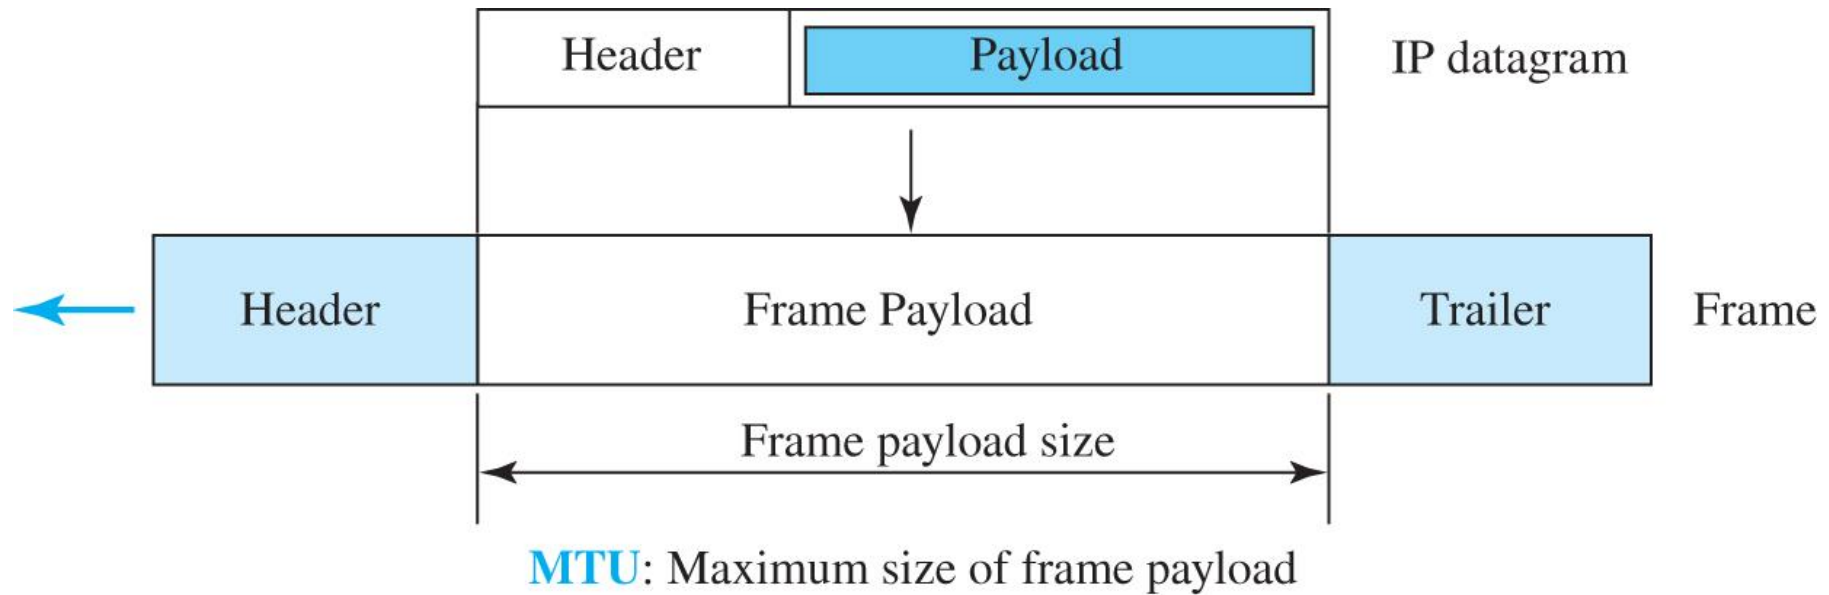 Header Payload IP datagram
Header Frame Payload Trailer Frame
Frame payload size
MTU: Maximum size of frame payload